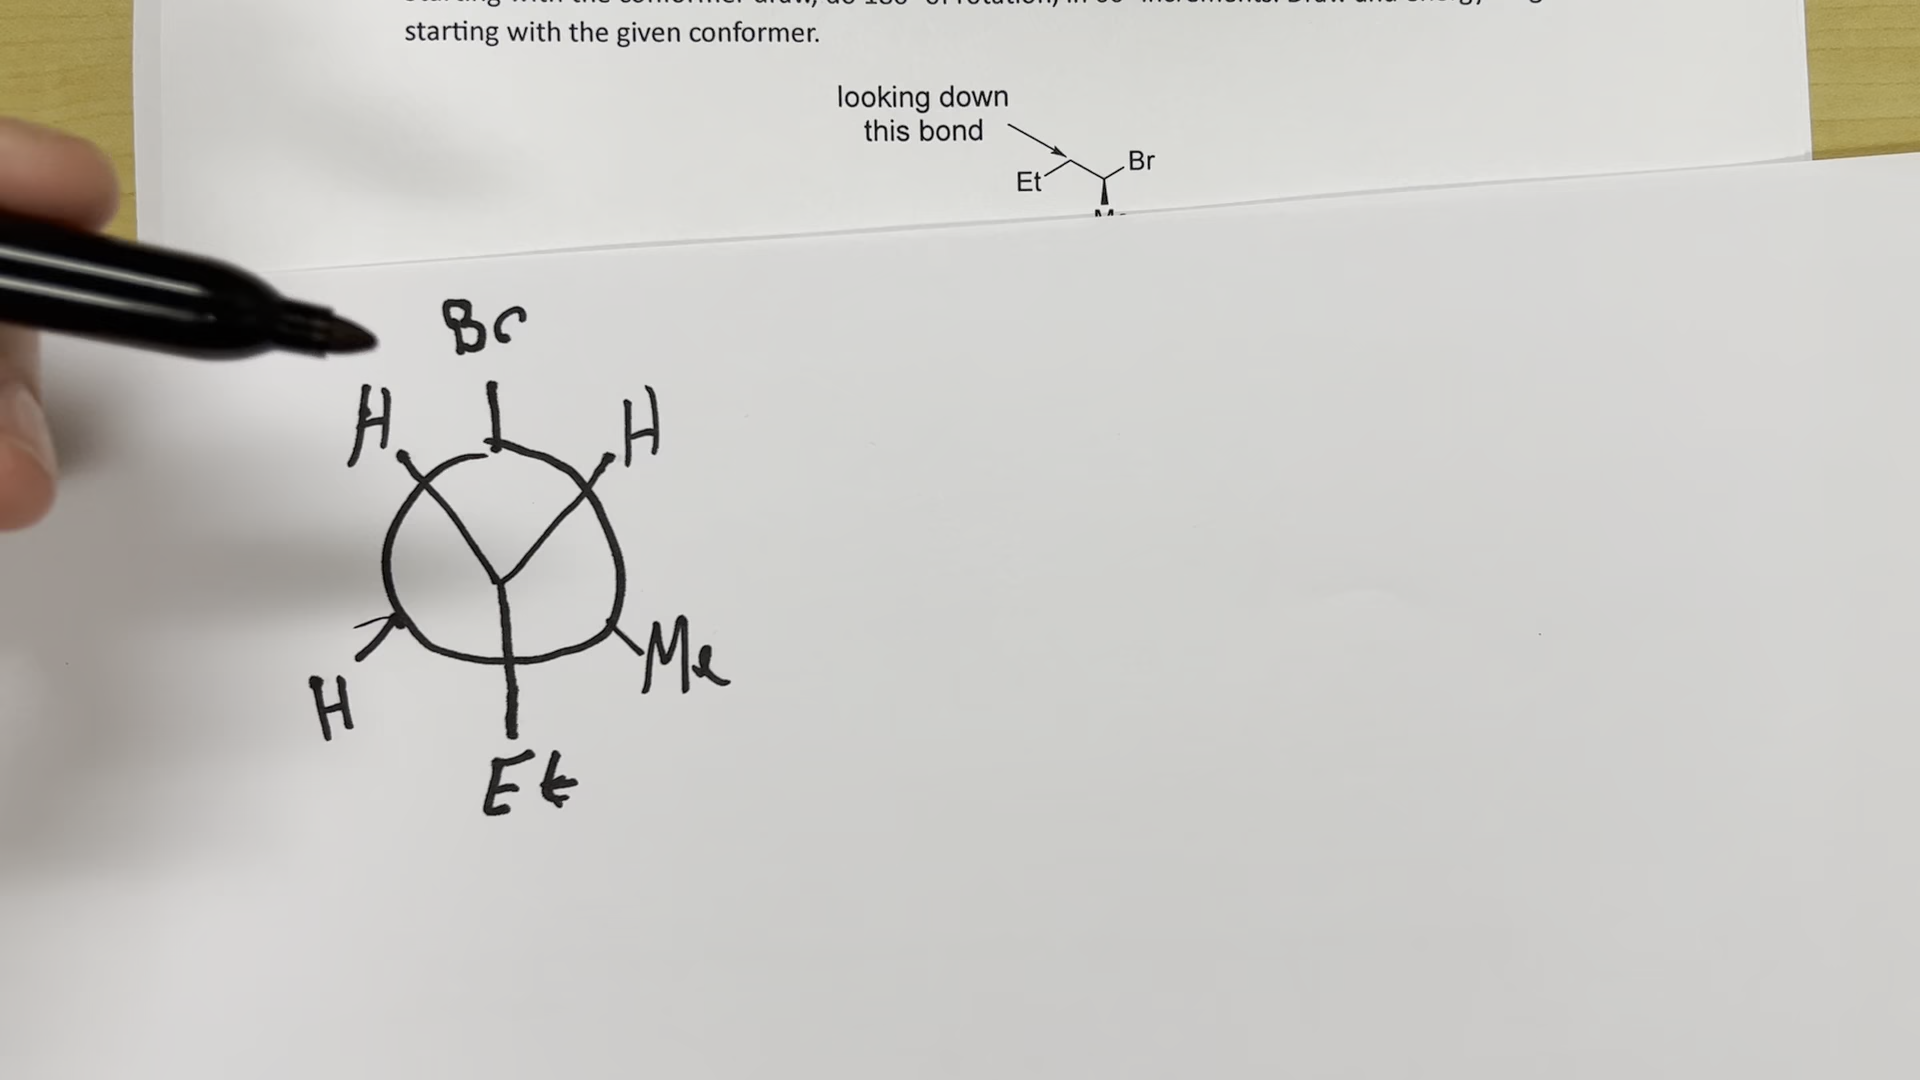 starting with the given conformer.
looking down
this bond
Br
Et
Br
H
H
H
Me
Et